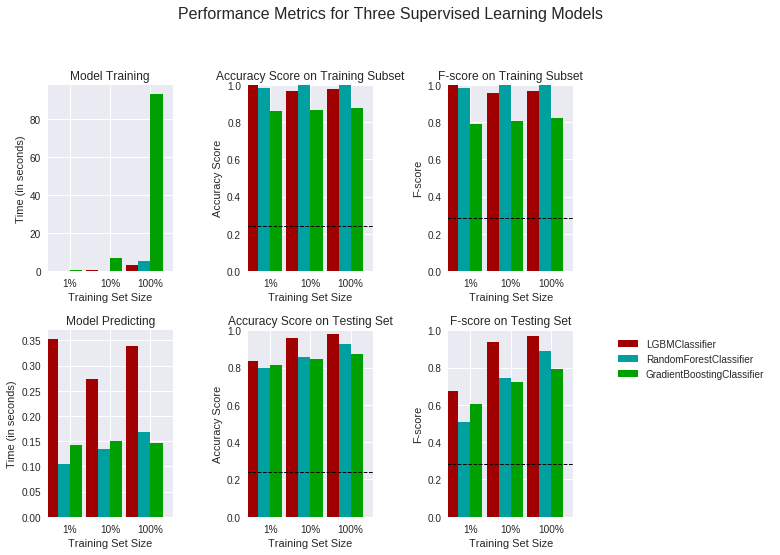 Performance Metrics for Three Supervised Learning Models
Model Training
Time (in seconds)
80
60
40
20
0
1% 10% 100%
Training Set Size
Accuracy Score on Training Subset
Accuracy Score
1.0
0.8
0.6
0.4
0.2
0.0
1% 10% 100%
Training Set Size
F-score on Training Subset
F-score
1.0
0.8
0.6
0.4
0.2
0.0
1% 10% 100%
Training Set Size
Model Predicting
Time (in seconds)
0.35
0.30
0.25
0.20
0.15
0.10
0.05
0.00
1% 10% 100%
Training Set Size
Accuracy Score on Testing Set
Accuracy Score
1.0
0.8
0.6
0.4
0.2
0.0
1% 10% 100%
Training Set Size
F-score on Testing Set
F-score
1.0
0.8
0.6
0.4
0.2
0.0
1% 10% 100%
Training Set Size
LGBMClassifier
RandomForestClassifier
GradientBoostingClassifier